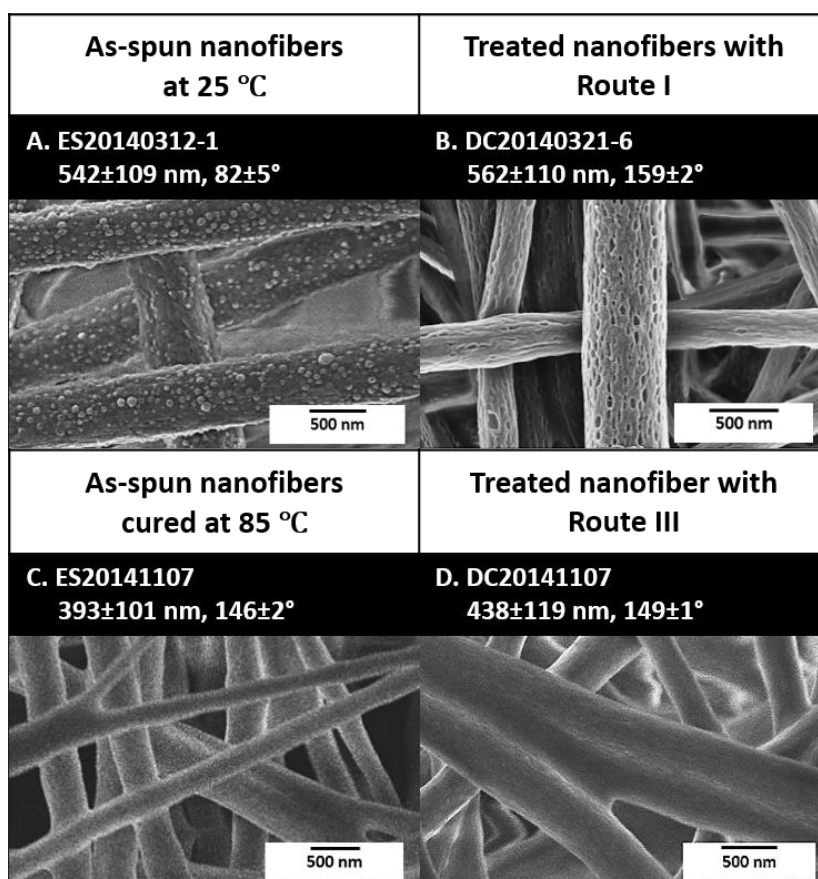 As-spun nanofibers
at 25 ℃
Treated nanofibers with
Route I
A. ES20140312-1
542±109 nm, 82±5°
B. DC20140321-6
562±110 nm, 159±2°
500 nm
500 nm
As-spun nanofibers
cured at 85 ℃
Treated nanofiber with
Route III
C. ES20141107
393±101 nm, 146±2°
D. DC20141107
438±119 nm, 149±1°
500 nm
500 nm